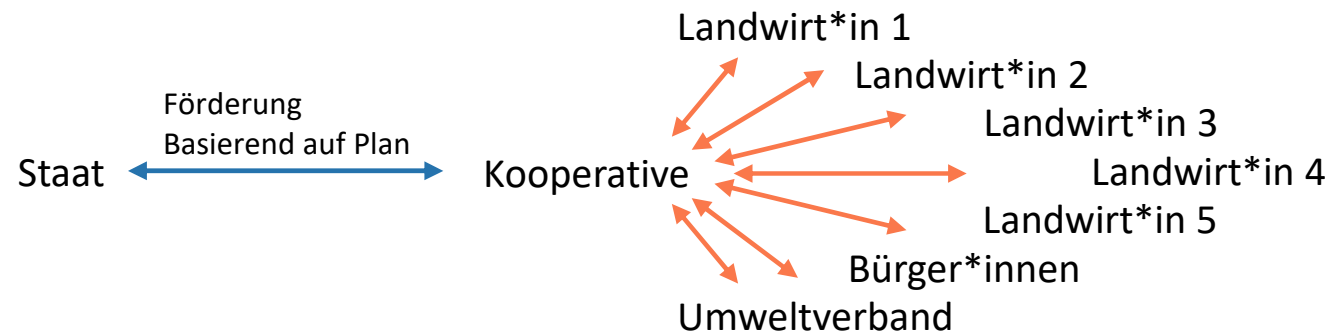 Landwirt*in 1
Landwirt*in 2
Förderung
Basierend auf Plan
Landwirt*in 3
Staat
Kooperative
Landwirt*in 4
Landwirt*in 5
Bürger*innen
Umweltverband